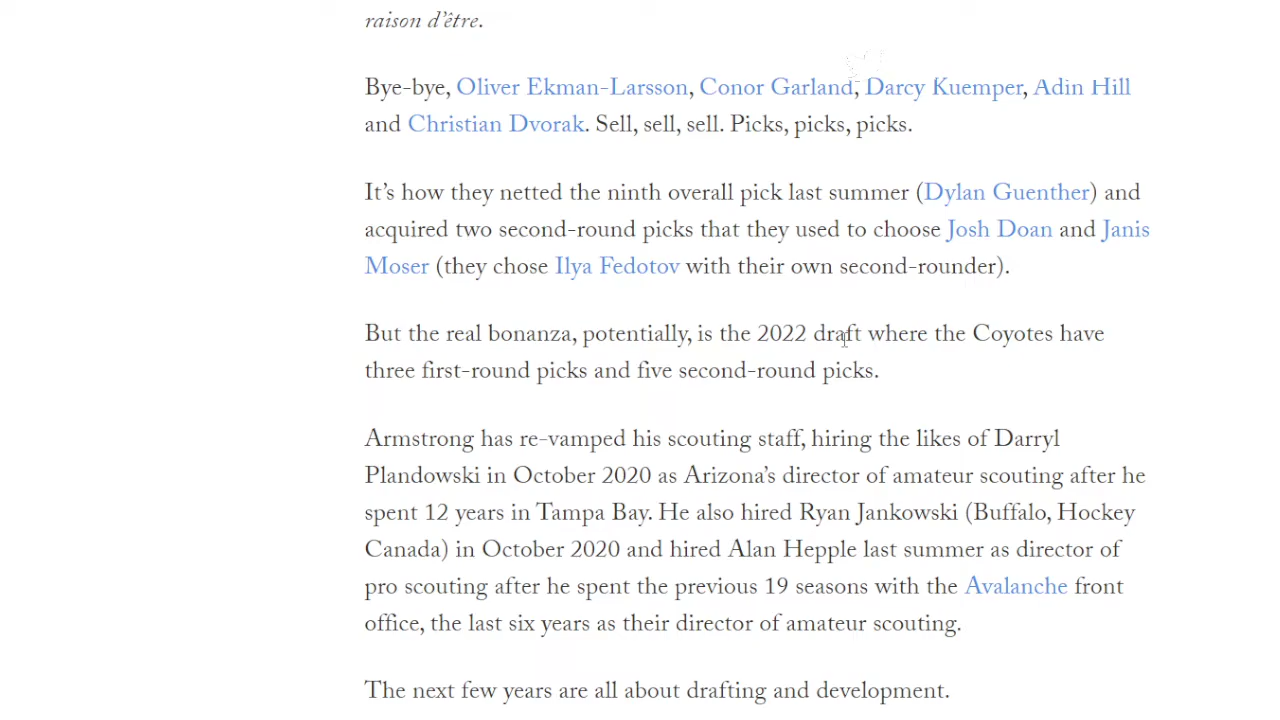 raison d’être.
Bye-bye, Oliver Ekman-Larsson, Conor Garland, Darcy Kuemper, Adin Hill
and Christian Dvorak. Sell, sell, sell. Picks, picks, picks.
It’s how they netted the ninth overall pick last summer (Dylan Guenther) and
acquired two second-round picks that they used to choose Josh Doan and Janis
Moser (they chose Ilya Fedotov with their own second-rounder).
But the real bonanza, potentially, is the 2022 draft where the Coyotes have
three first-round picks and five second-round picks.
Armstrong has re-vamped his scouting staff, hiring the likes of Darryl
Plandowski in October 2020 as Arizona’s director of amateur scouting after he
spent 12 years in Tampa Bay. He also hired Ryan Jankowski (Buffalo, Hockey
Canada) in October 2020 and hired Alan Hepple last summer as director of
pro scouting after he spent the previous 19 seasons with the Avalanche front
office, the last six years as their director of amateur scouting.
The next few years are all about drafting and development.